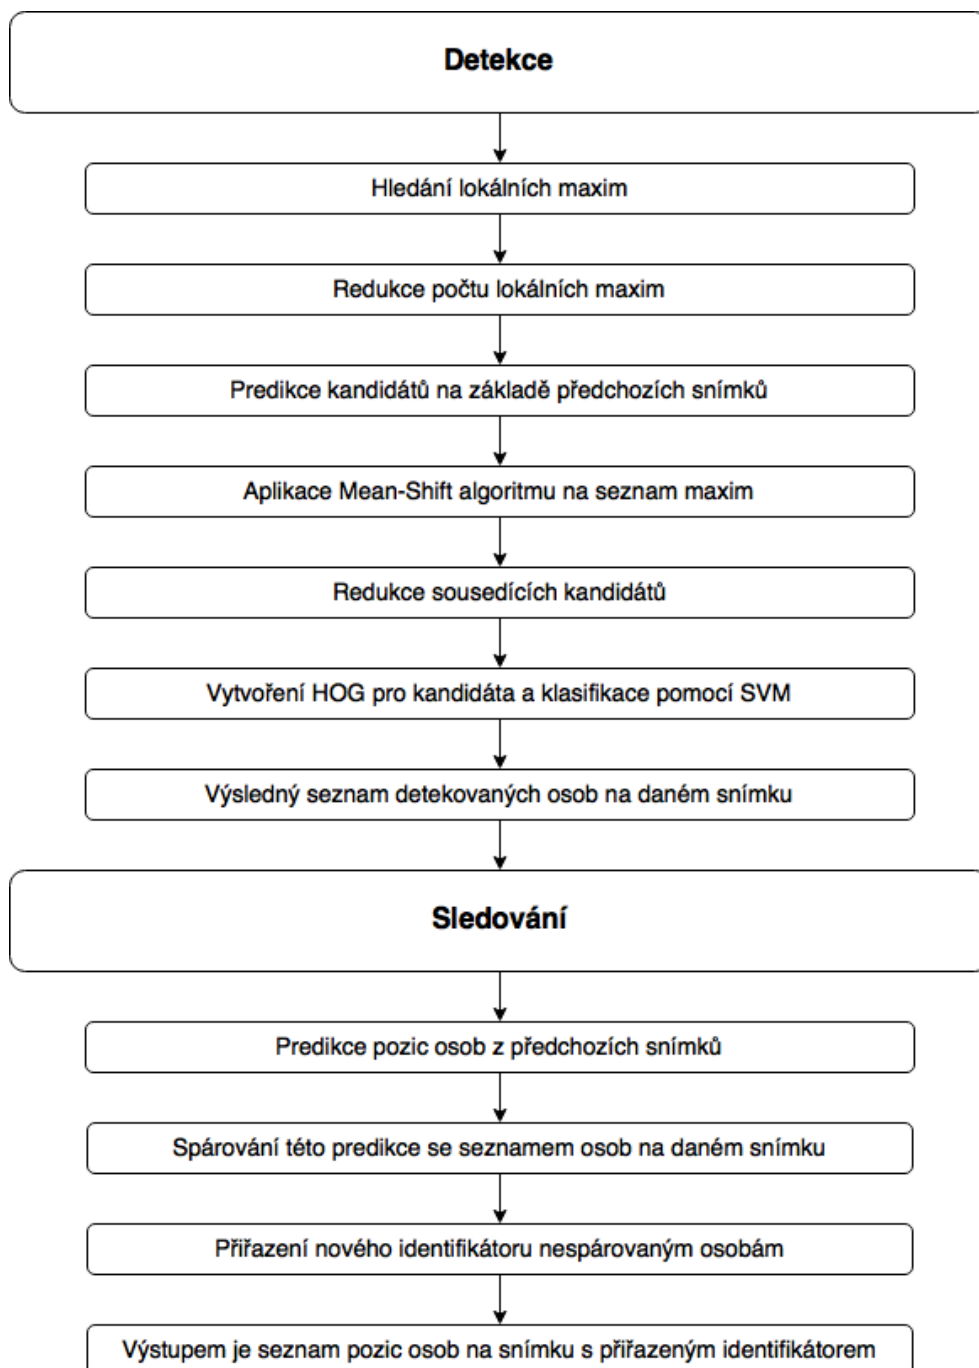 Detekce
Hledání lokálních maxim
Redukce počtu lokálních maxim
Predikce kandidátů na základě předchozích snímků
Aplikace Mean-Shift algoritmu na seznam maxim
Redukce sousedících kandidátů
Vytvoření HOG pro kandidáta a klasifikace pomocí SVM
Výsledný seznam detekovaných osob na daném snímku
Sledování
Predikce pozic osob z předchozích snímků
Spárování této predikce se seznamem osob na daném snímku
Přiřazení nového identifikátoru nespárovaným osobám
Výstupem je seznam pozic osob na snímku s přiřazeným identifikátorem